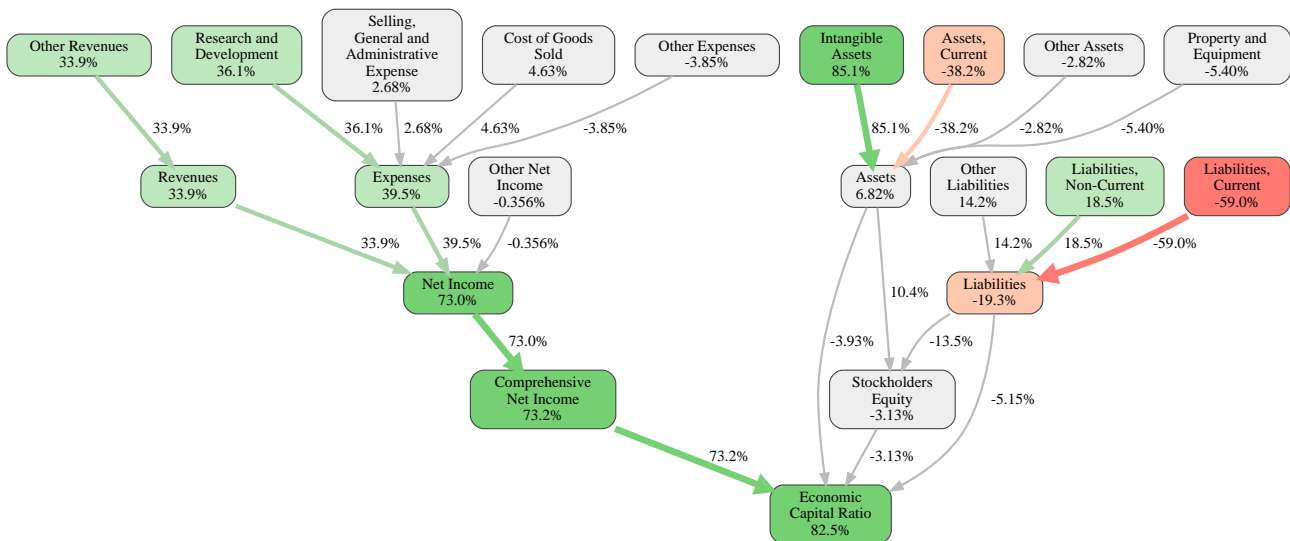 Other Revenues
33.9%
Research and
Development
36.1%
Selling,
General and
Administrative
Expense
2.68%
Cost of Goods
Sold
4.63%
Other Expenses
-3.85%
Intangible
Assets
85.1%
Assets,
Current
-38.2%
Other Assets
-2.82%
Property and
Equipment
-5.40%
33.9%
36.1%
2.68%
4.63%
-3.85%
85.1%
-38.2%
-2.82%
-5.40%
Revenues
33.9%
Expenses
39.5%
Other Net
Income
-0.356%
Assets
6.82%
Other
Liabilities
14.2%
Liabilities,
Non-Current
18.5%
Liabilities,
Current
-59.0%
33.9%
39.5%
-0.356%
14.2%
18.5%
-59.0%
Net Income
73.0%
10.4%
Liabilities
-19.3%
73.0%
-3.93%
-13.5%
Comprehensive
Net Income
73.2%
Stockholders
Equity
-3.13%
-5.15%
73.2%
-3.13%
Economic
Capital Ratio
82.5%